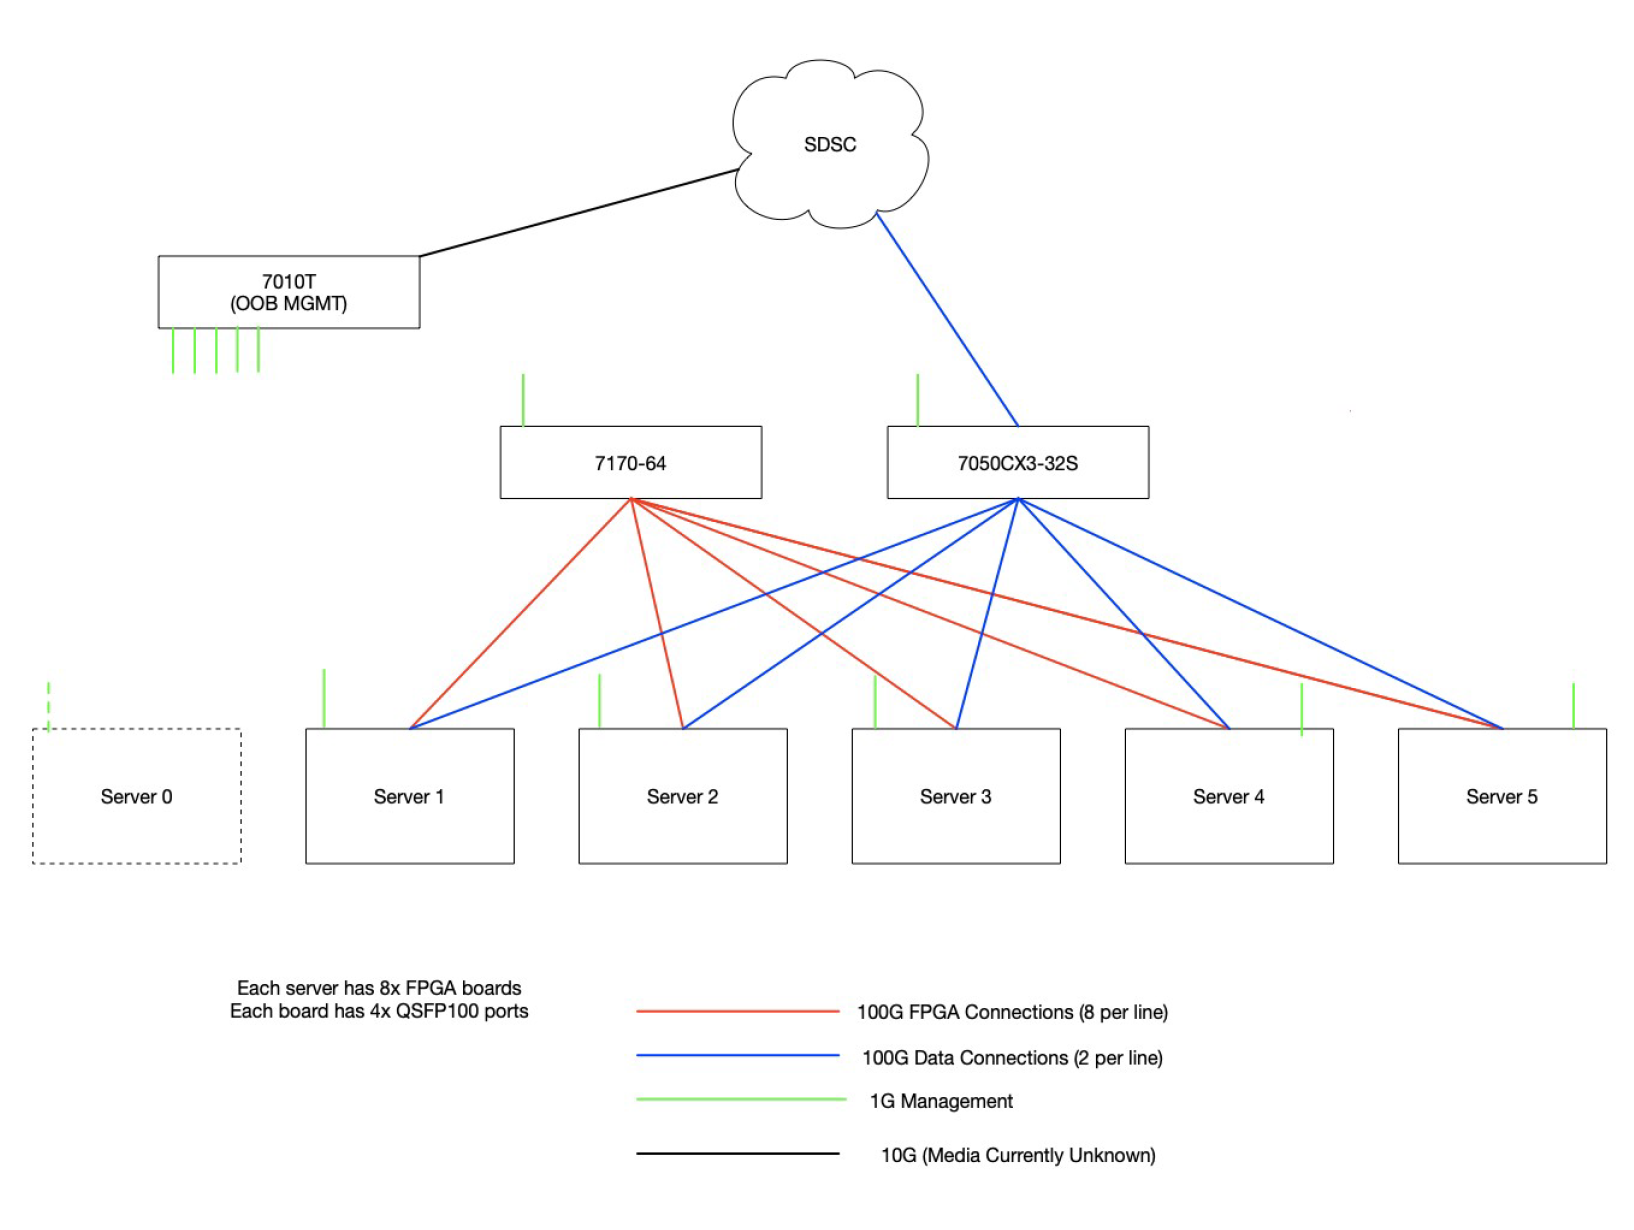 SDSC
7010T
(OOB MGMT)
7170-64
7050CX3-32S
Server 0
Server 1
Server 2
Server 3
Server 4
Server 5
Each server has 8x FPGA boards
Each board has 4x QSFP100 ports
100G FPGA Connections (8 per line)
100G Data Connections (2 per line)
1G Management
10G (Media Currently Unknown)